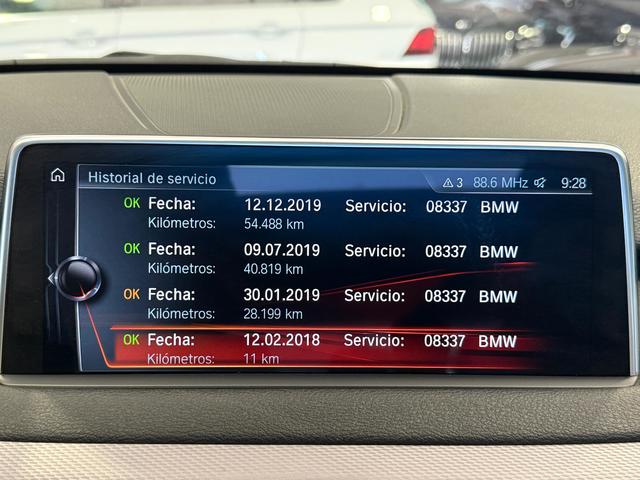 Historial de servicio 3 88.6 MHz 9:28
OK Fecha: 12.12.2019 Servicio: 08337 BMW
Kilómetros: 54.488 km
OK Fecha: 09.07.2019 Servicio: 08337 BMW
Kilómetros: 40.819 km
OK Fecha: 30.01.2019 Servicio: 08337 BMW
Kilómetros: 28.199 km
OK Fecha: 12.02.2018 Servicio: 08337 BMW
Kilómetros: 11 km